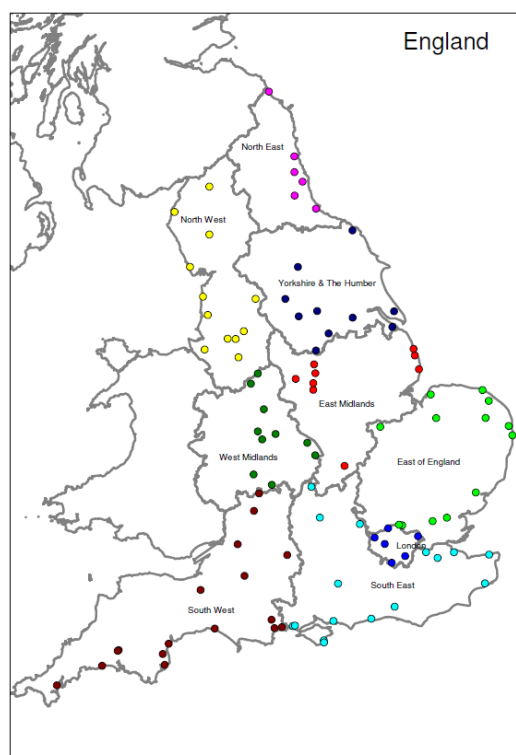 England
North East
North West
Yorkshire & The Humber
East Midlands
West Midlands
East of England
London
South East
South West